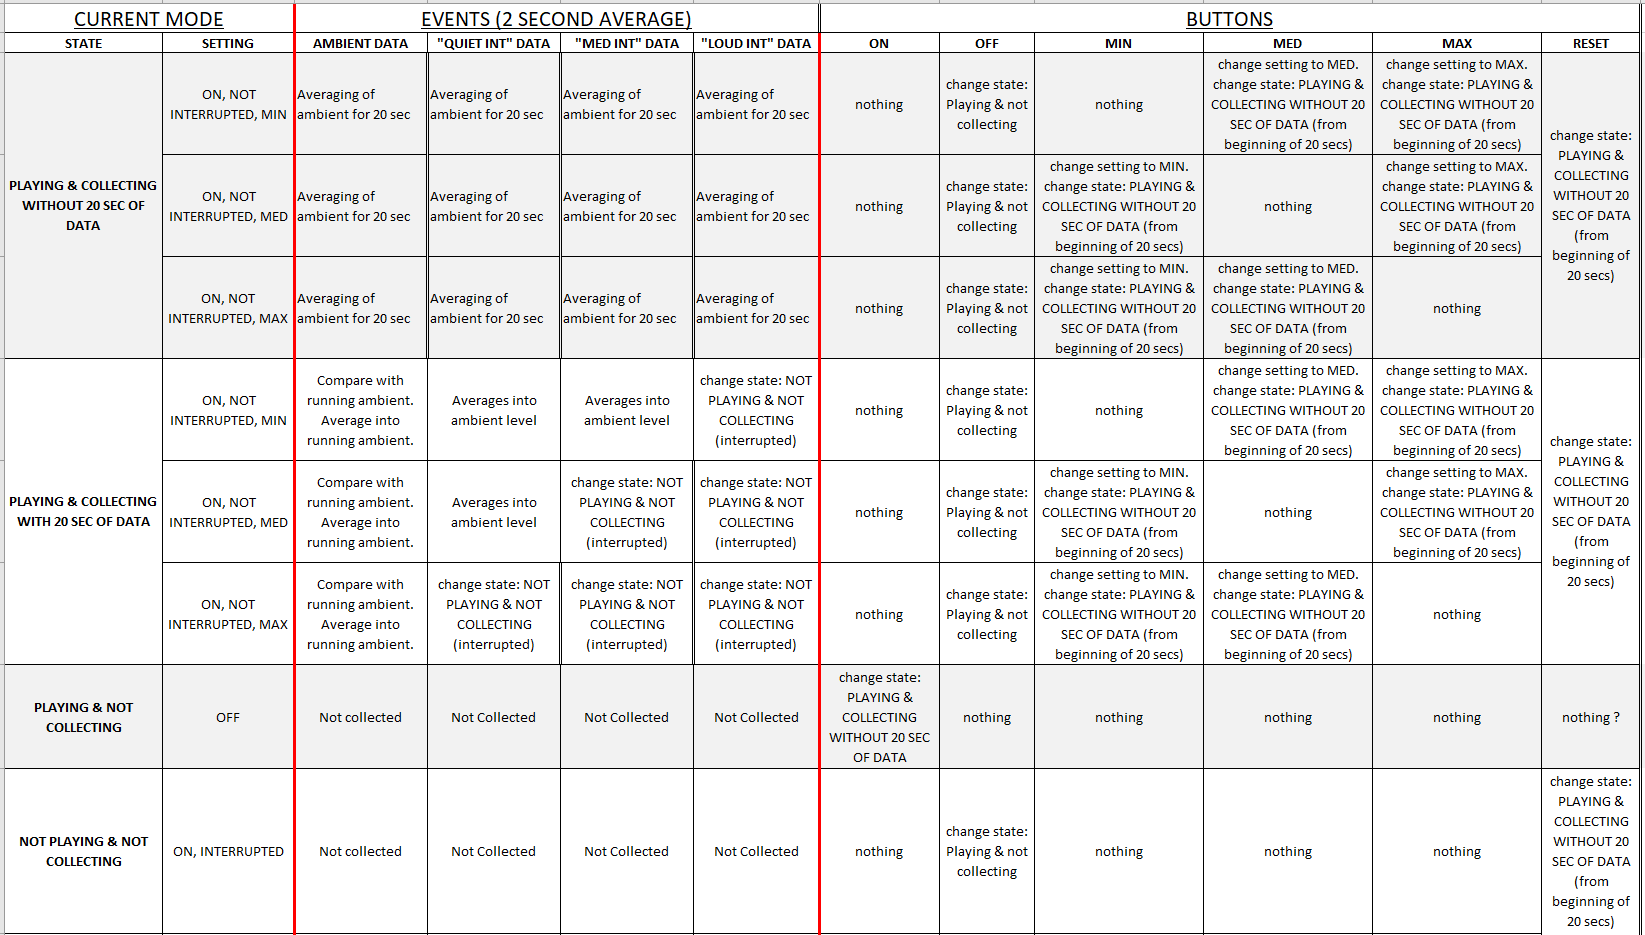 CURRENT MODE
EVENTS (2 SECOND AVERAGE)
BUTTONS
STATE
SETTING
AMBIENT DATA
"QUIET INT" DATA
"MED INT" DATA
"LOUD INT" DATA
ON
OFF
MIN
MED
MAX
RESET
PLAYING & COLLECTING
WITHOUT 20 SEC OF
DATA
ON, NOT
INTERRUPTED, MIN
Averaging of
ambient for 20 sec
Averaging of
ambient for 20 sec
Averaging of
ambient for 20 sec
Averaging of
ambient for 20 sec
nothing
change state:
Playing & not
collecting
nothing
change setting to MED.
change state: PLAYING &
COLLECTING WITHOUT 20
SEC OF DATA (from
beginning of 20 secs)
change setting to MAX.
change state: PLAYING &
COLLECTING WITHOUT 20
SEC OF DATA (from
beginning of 20 secs)
change state:
PLAYING &
COLLECTING
WITHOUT 20
SEC OF DATA
(from
beginning of
20 secs)
ON, NOT
INTERRUPTED, MED
Averaging of
ambient for 20 sec
Averaging of
ambient for 20 sec
Averaging of
ambient for 20 sec
Averaging of
ambient for 20 sec
nothing
change state:
Playing & not
collecting
change setting to MIN.
change state: PLAYING &
COLLECTING WITHOUT 20
SEC OF DATA (from
beginning of 20 secs)
nothing
change setting to MAX.
change state: PLAYING &
COLLECTING WITHOUT 20
SEC OF DATA (from
beginning of 20 secs)
ON, NOT
INTERRUPTED, MAX
Averaging of
ambient for 20 sec
Averaging of
ambient for 20 sec
Averaging of
ambient for 20 sec
Averaging of
ambient for 20 sec
nothing
change state:
Playing & not
collecting
change setting to MIN.
change state: PLAYING &
COLLECTING WITHOUT 20
SEC OF DATA (from
beginning of 20 secs)
change setting to MED.
change state: PLAYING &
COLLECTING WITHOUT 20
SEC OF DATA (from
beginning of 20 secs)
nothing
PLAYING & COLLECTING
WITH 20 SEC OF DATA
ON, NOT
INTERRUPTED, MIN
Compare with
running ambient.
Average into
running ambient.
Averages into
ambient level
Averages into
ambient level
change state: NOT
PLAYING & NOT
COLLECTING
(interrupted)
nothing
change state:
Playing & not
collecting
nothing
change setting to MED.
change state: PLAYING &
COLLECTING WITHOUT 20
SEC OF DATA (from
beginning of 20 secs)
change setting to MAX.
change state: PLAYING &
COLLECTING WITHOUT 20
SEC OF DATA (from
beginning of 20 secs)
change state:
PLAYING &
COLLECTING
WITHOUT 20
SEC OF DATA
(from
beginning of
20 secs)
ON, NOT
INTERRUPTED, MED
Compare with
running ambient.
Average into
running ambient.
Averages into
ambient level
change state: NOT
PLAYING & NOT
COLLECTING
(interrupted)
change state: NOT
PLAYING & NOT
COLLECTING
(interrupted)
nothing
change state:
Playing & not
collecting
change setting to MIN.
change state: PLAYING &
COLLECTING WITHOUT 20
SEC OF DATA (from
beginning of 20 secs)
nothing
change setting to MAX.
change state: PLAYING &
COLLECTING WITHOUT 20
SEC OF DATA (from
beginning of 20 secs)
ON, NOT
INTERRUPTED, MAX
Compare with
running ambient.
Average into
running ambient.
change state: NOT
PLAYING & NOT
COLLECTING
(interrupted)
change state: NOT
PLAYING & NOT
COLLECTING
(interrupted)
change state: NOT
PLAYING & NOT
COLLECTING
(interrupted)
nothing
change state:
Playing & not
collecting
change setting to MIN.
change state: PLAYING &
COLLECTING WITHOUT 20
SEC OF DATA (from
beginning of 20 secs)
change setting to MED.
change state: PLAYING &
COLLECTING WITHOUT 20
SEC OF DATA (from
beginning of 20 secs)
nothing
PLAYING & NOT
COLLECTING
OFF
Not collected
Not Collected
Not Collected
Not Collected
change state:
PLAYING &
COLLECTING
WITHOUT 20 SEC
OF DATA
nothing
nothing
nothing
nothing
nothing ?
NOT PLAYING & NOT
COLLECTING
ON, INTERRUPTED
Not collected
Not Collected
Not Collected
Not Collected
nothing
change state:
Playing & not
collecting
nothing
nothing
nothing
change state:
PLAYING &
COLLECTING
WITHOUT 20
SEC OF DATA
(from
beginning of
20 secs)